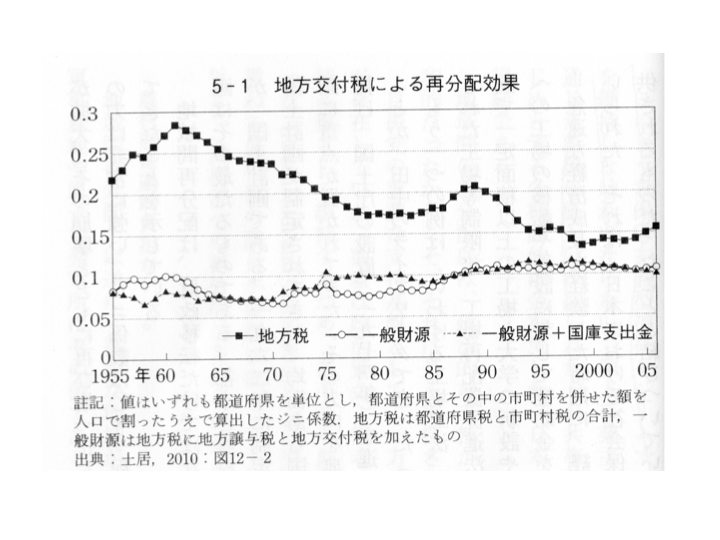 5-1 地方交付税による再分配効果
0.3
0.25
0.2
0.15
0.1
0.05
0
地方税 一般財源 一般財源＋国庫支出金
1955年 60 65 70 75 80 85 90 95 2000 05
註記：値はいずれも都道府県を単位とし，都道府県とその中の市町村を併せた額を
人口で割ったうえで算出したジニ係数．地方税は都道府県税と市町村税の合計，一
般財源は地方税に地方譲与税と地方交付税を加えたもの
出典：土居，2010：図12-2